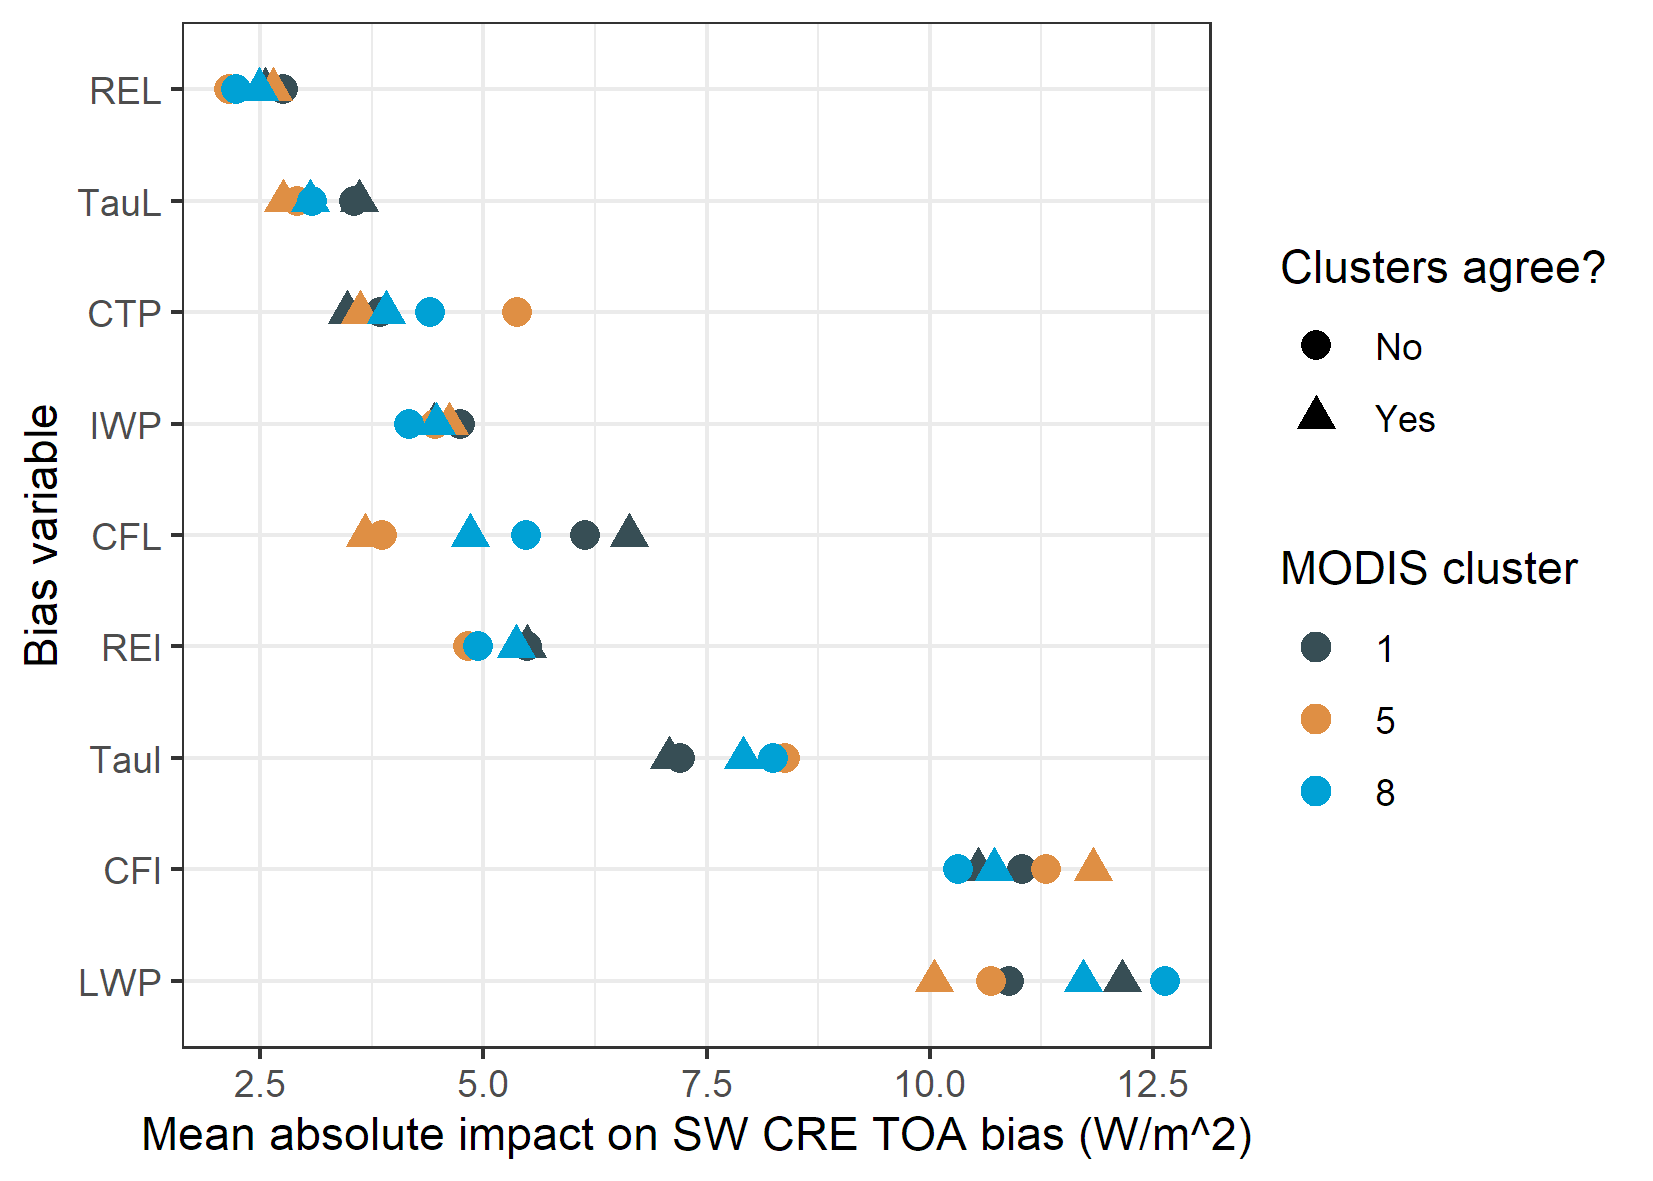 REL
TauL
CTP
IWP
CFL
REI
TauI
CFI
LWP
Bias variable
2.5 5.0 7.5 10.0 12.5
Mean absolute impact on SW CRE TOA bias (W/m^2)
Clusters agree?
No
Yes
MODIS cluster
1
5
8